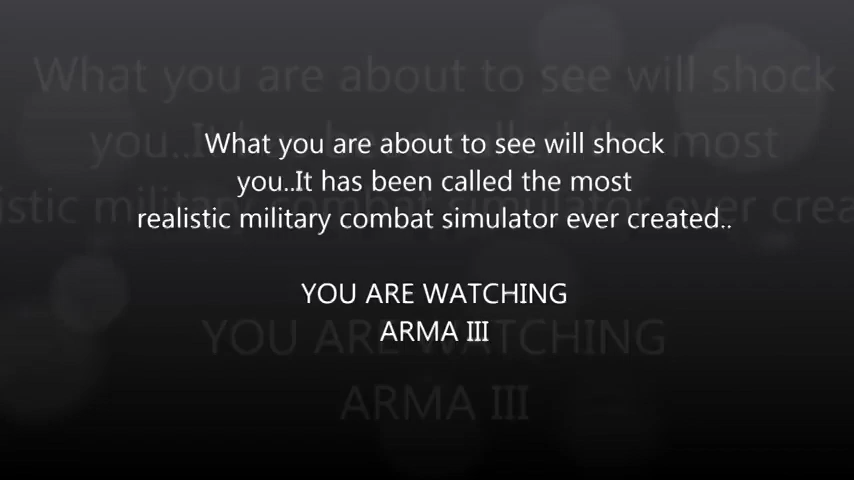 What you are about to see will shock
you..It has been called the most
realistic military combat simulator ever created..
YOU ARE WATCHING
ARMA III